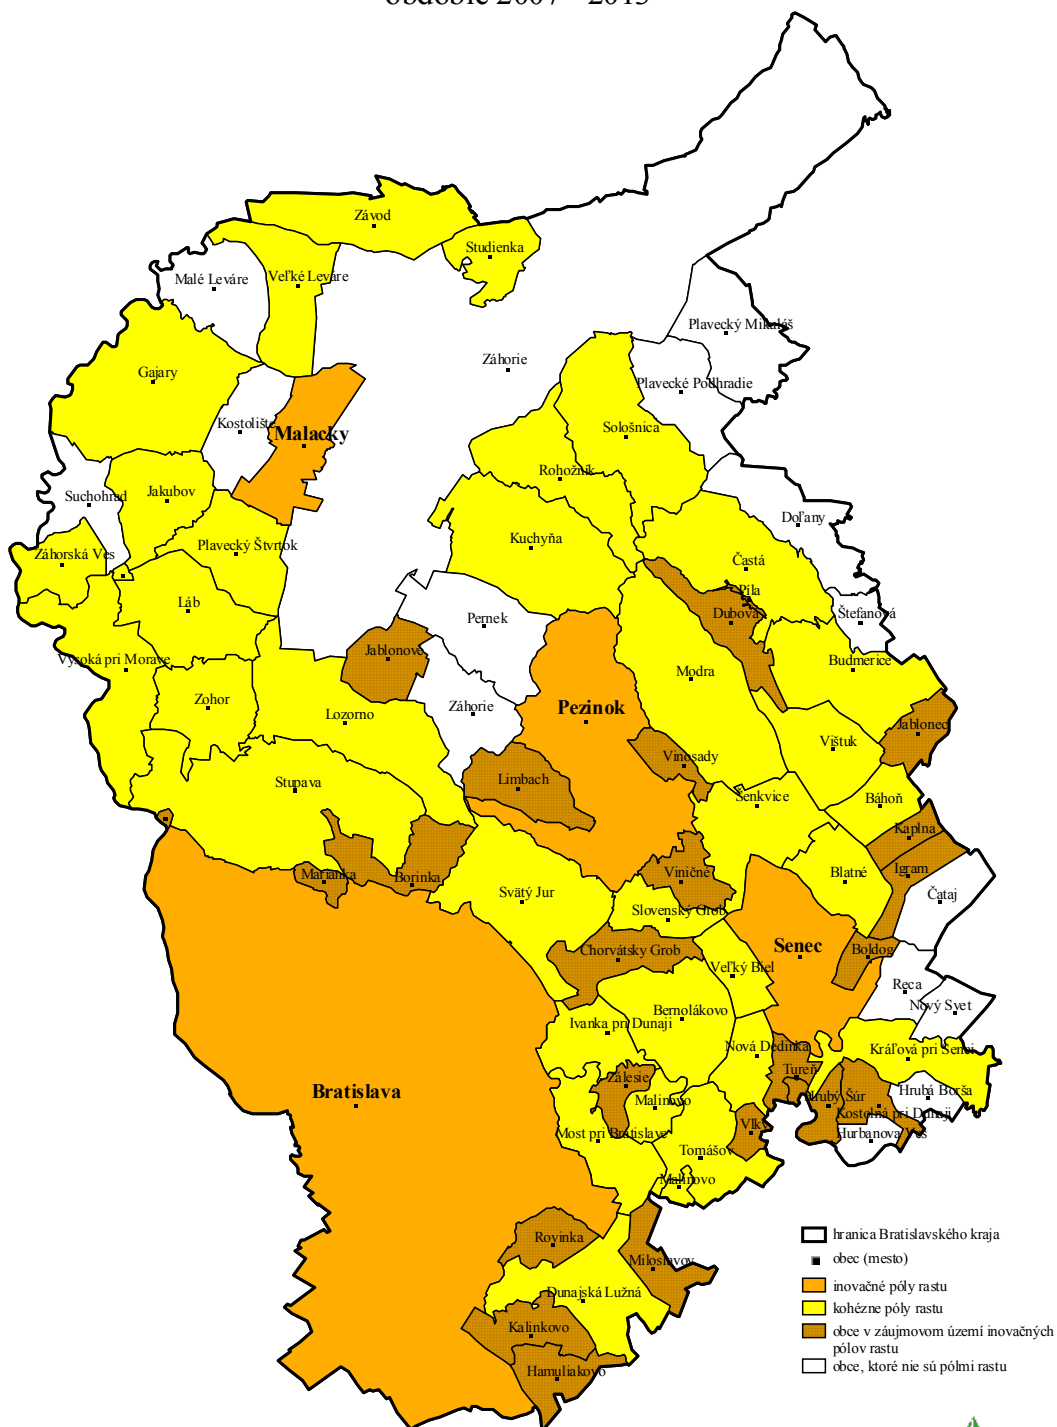 obdobie 2007 - 2013
Závod
Studienka
Malé Leváre
Veľké Leváre
Plavecký Mikuláš
Záhorie
Gajary
Plavecké Podhradie
Kostolište
Malacky
Sološnica
Rohožník
Suchohrad
Jakubov
Doľany
Záhorská Ves
Plavecký Štvrtok
Kuchyňa
Častá
Píla
Láb
Dubová
Štefanová
Pernek
Jablonové
Vysoká pri Morave
Budmerice
Modra
Zohor
Lozorno
Záhorie
Pezinok
Jablonec
Vištuk
Vinosady
Stupava
Limbach
Šenkvice
Báhoň
Kaplna
Marianka
Borinka
Viničné
Blatné
Igram
Svätý Jur
Čataj
Slovenský Grob
Senec
Chorvátsky Grob
Boldog
Veľký Biel
Reca
Nový Svet
Bernolákovo
Ivanka pri Dunaji
Nová Dedinka
Kráľová pri Senci
Tureň
Zálesie
Bratislava
Malinovo
Hrubý Šúr
Hrubá Borša
Kostolná pri Dunaji
Vlky
Most pri Bratislave
Hurbanova Ves
Tomášov
Malinovo
Rovinka
Miloslavov
Dunajská Lužná
Kalinkovo
Hamuliakovo
hranica Bratislavského kraja
obec (mesto)
inovačné póly rastu
kohézne póly rastu
obce v záujmovom území inovačných
pólov rastu
obce, ktoré nie sú pólmi rastu